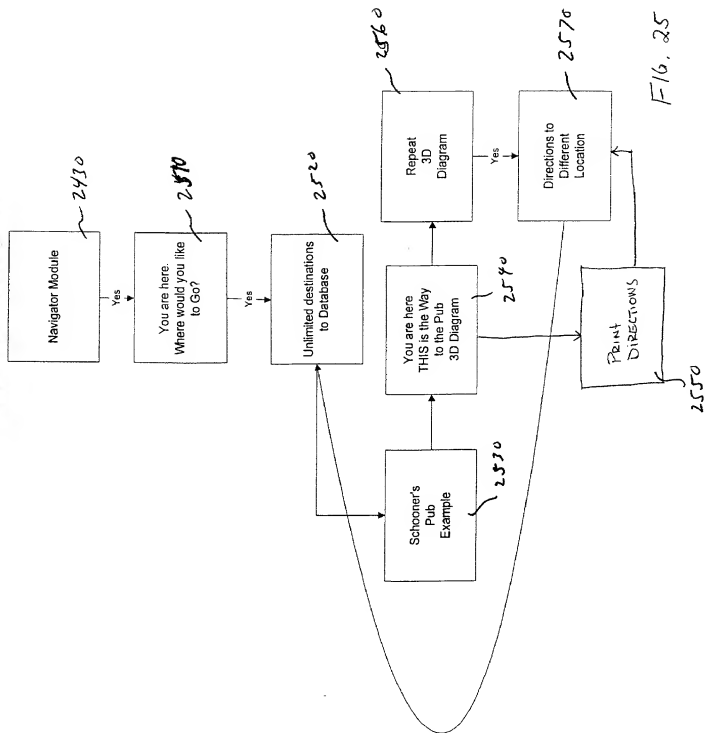 Navigator Module
2430
Yes
You are here.
Where would you like
to Go?
2510
Yes
Unlimited destinations
to Database
2520
Schooner's
Pub
Example
2530
You are here
THIS is the Way
to the Pub
3D Diagram
2540
Repeat
3D
Diagram
2560
Yes
Directions to
Different
Location
2570
PRINT
DIRECTIONS
2550
FIG. 25